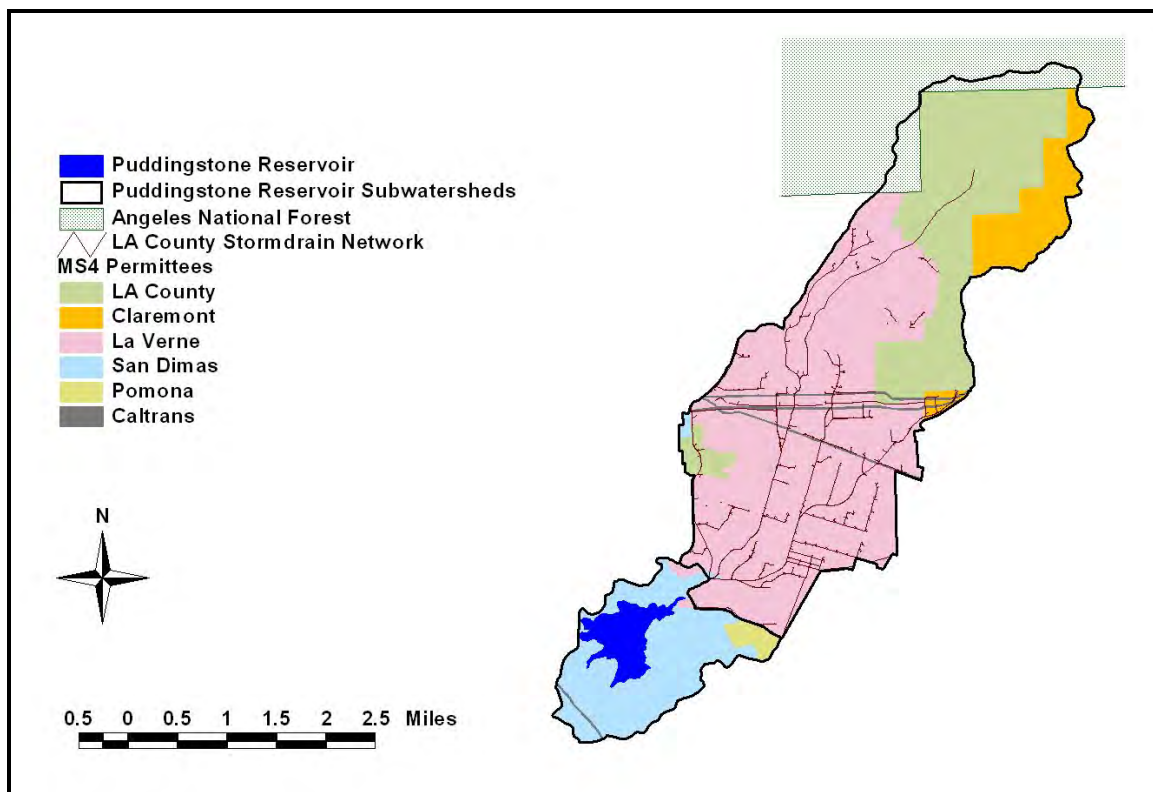 Puddingstone Reservoir
Puddingstone Reservoir Subwatersheds
Angeles National Forest
LA County Stormdrain Network
MS4 Permittees
LA County
Claremont
La Verne
San Dimas
Pomona
Caltrans
N
0.5 0 0.5 1 1.5 2 2.5 Miles